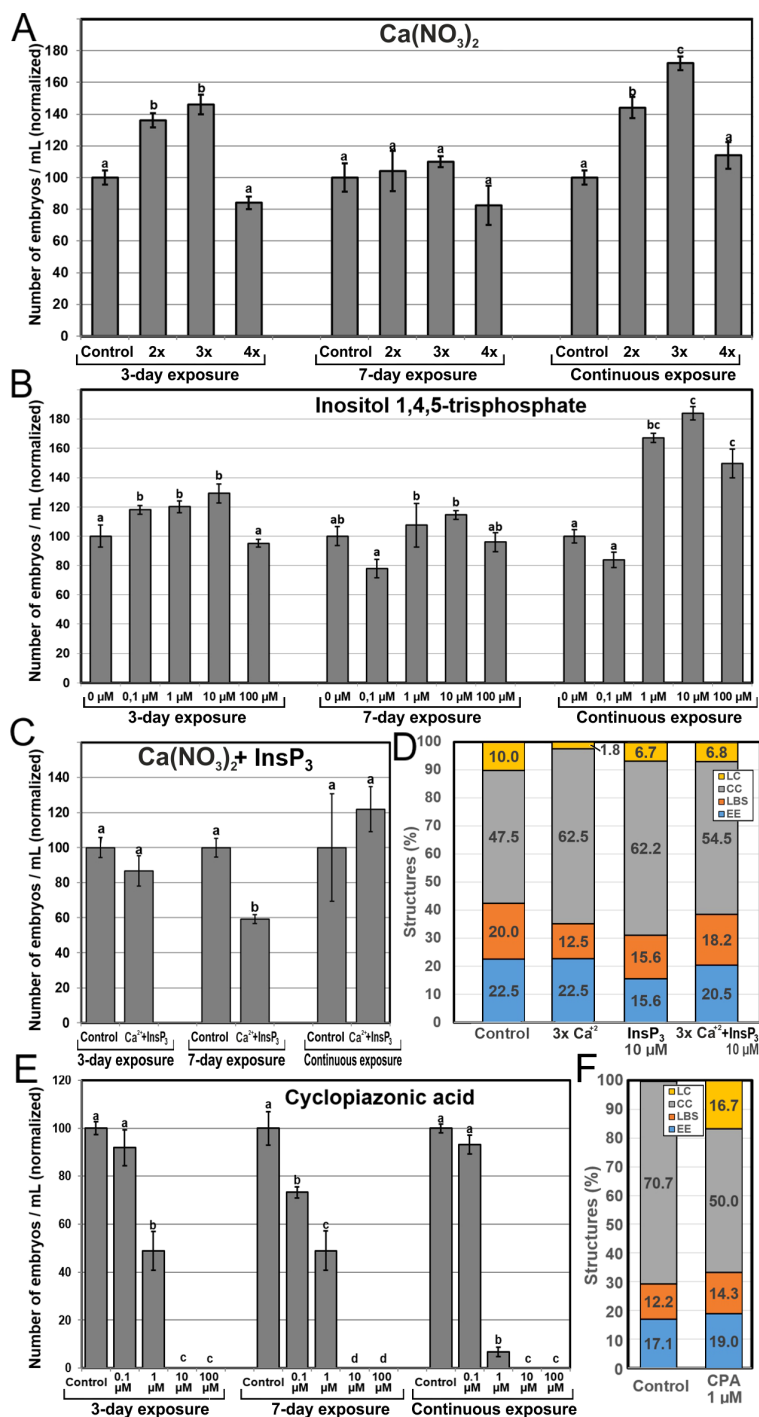 A
Ca(NO3)2
Number of embryos / mL (normalized)
180
160
140
120
100
80
60
40
20
0
a b b a a a a a a b c a
Control 2x 3x 4x Control 2x 3x 4x Control 2x 3x 4x
3-day exposure 7-day exposure Continuous exposure
B
Inositol 1,4,5-trisphosphate
Number of embryos / mL (normalized)
180
160
140
120
100
80
60
40
20
0
a b b b a ab a b b ab a a bc c c
0 µM 0,1 µM 1 µM 10 µM 100 µM 0 µM 0,1 µM 1 µM 10 µM 100 µM 0 µM 0,1 µM 1 µM 10 µM 100 µM
3-day exposure 7-day exposure Continuous exposure
C
Ca(NO3)2+ InsP3
Number of embryos / mL (normalized)
140
120
100
80
60
40
20
0
a a a b a a
Control Ca2++InsP3 Control Ca2++InsP3 Control Ca2++InsP3
3-day exposure 7-day exposure Continuous exposure
D
Structures (%)
100
90
80
70
60
50
40
30
20
10
0
LC
CC
LBS
EE
10.0 1.8 6.7 6.8
47.5 62.5 62.2 54.5
20.0 12.5 15.6 18.2
22.5 22.5 15.6 20.5
Control 3x Ca+2 InsP3 3x Ca+2+InsP3
10 µM 10 µM
E
Cyclopiazonic acid
Number of embryos / mL (normalized)
120
100
80
60
40
20
0
a a b c c a b c d d a a b c c
Control 0.1 µM 1 µM 10 µM 100 µM Control 0.1 µM 1 µM 10 µM 100 µM Control 0.1 µM 1 µM 10 µM 100 µM
3-day exposure 7-day exposure Continuous exposure
F
Structures (%)
100
90
80
70
60
50
40
30
20
10
0
LC
CC
LBS
EE
16.7
70.7 50.0
12.2 14.3
17.1 19.0
Control CPA
1 µM